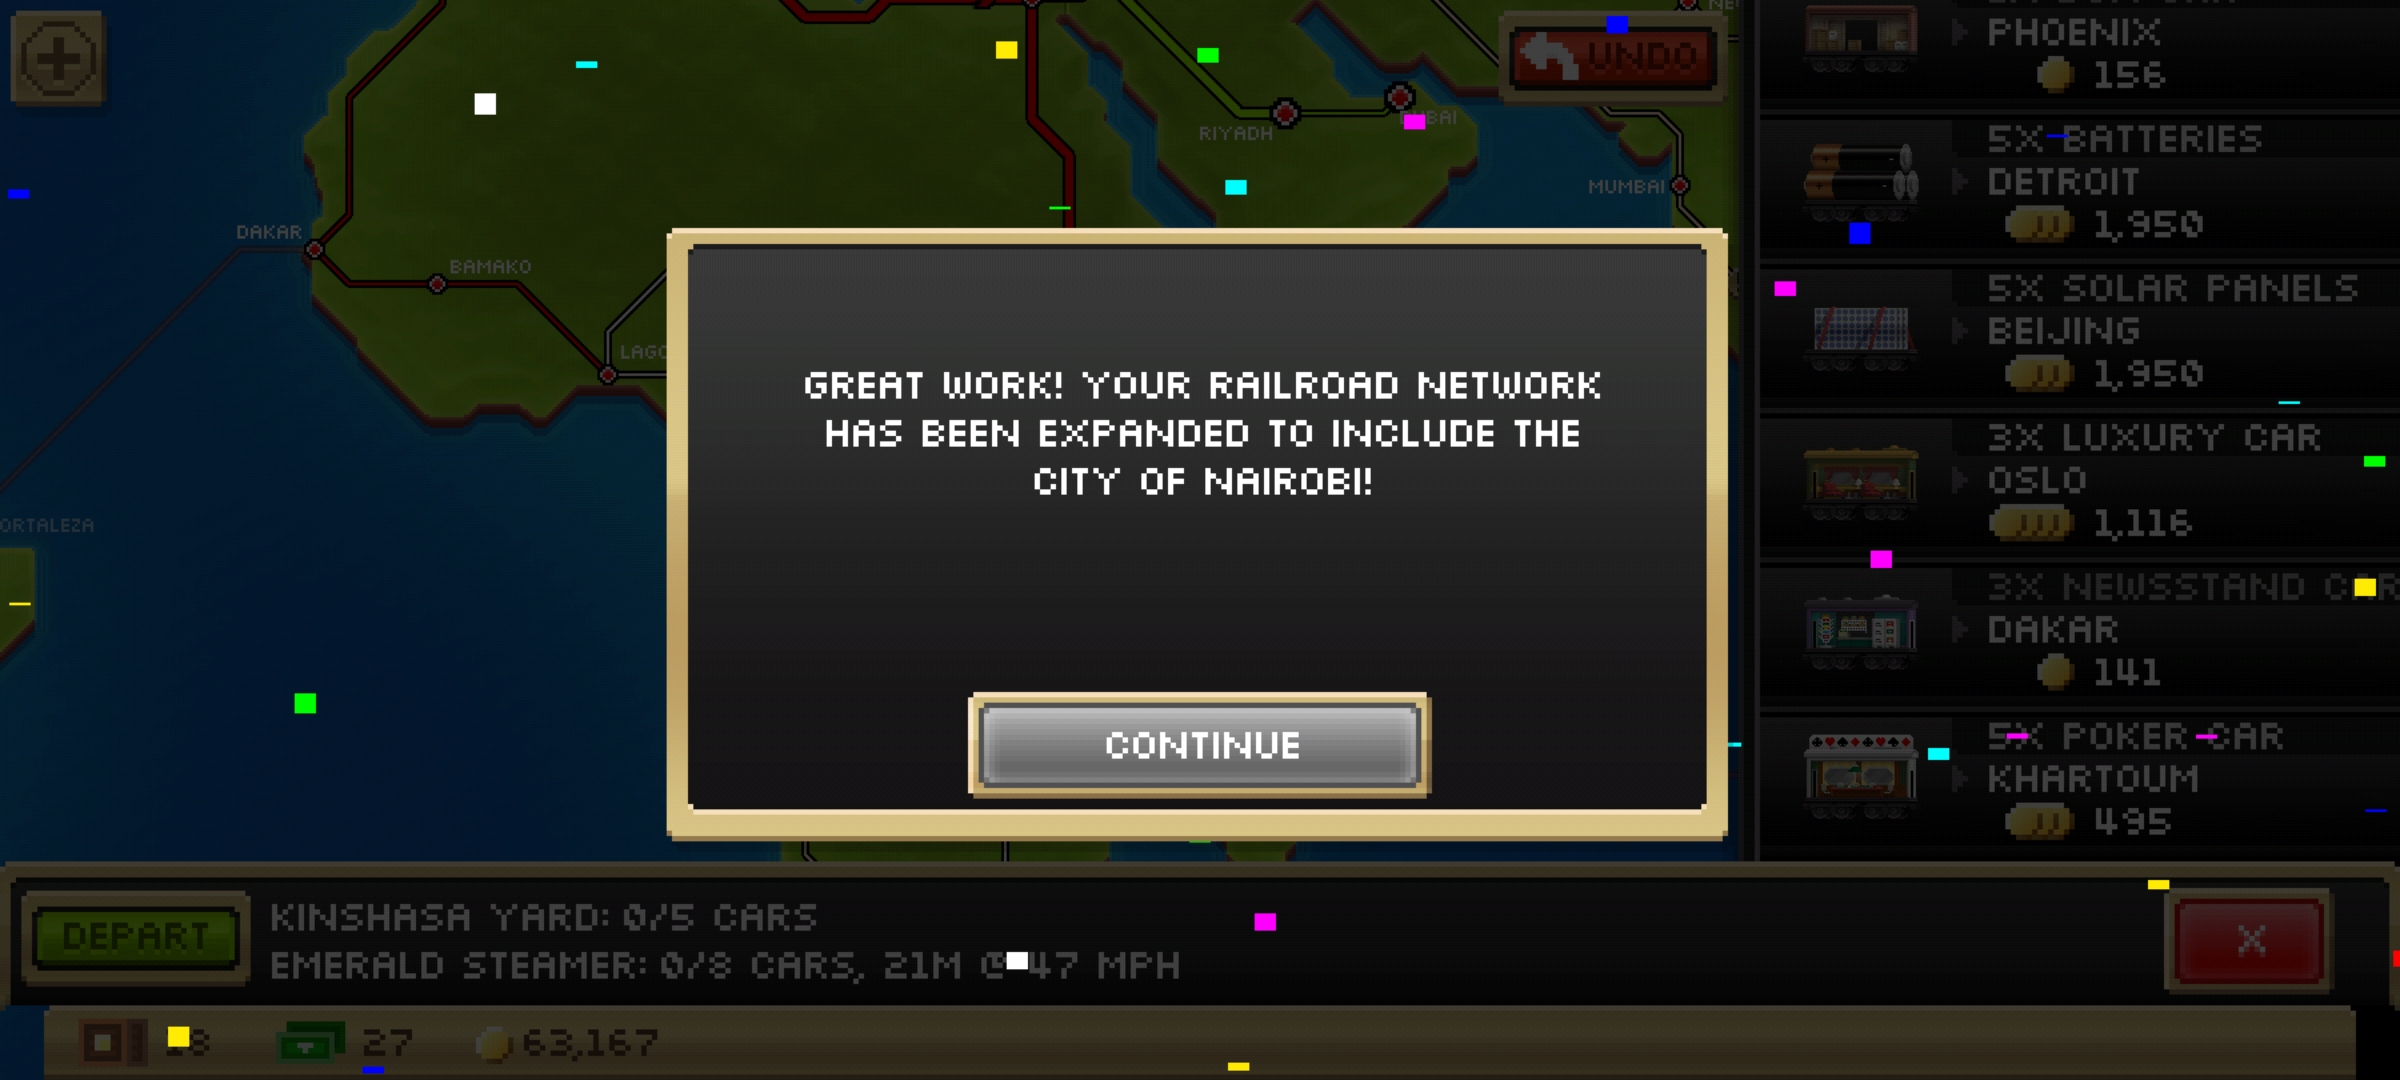 PHOENIX
156
UNDO
RIYADH
MUMBAI
5X BATTERIES
DETROIT
1,950
DAKAR
BAMAKO
5X SOLAR PANELS
BEIJING
1,950
GREAT WORK! YOUR RAILROAD NETWORK
HAS BEEN EXPANDED TO INCLUDE THE
CITY OF NAIROBI!
3X LUXURY CAR
OSLO
1,116
ORTALEZA
3X NEWSSTAND CAR
DAKAR
141
CONTINUE
5X POKER CAR
KHARTOUM
495
DEPART
KINSHASA YARD: 0/5 CARS
EMERALD STEAMER: 0/8 CARS, 21M @ 47 MPH
X
27
63,167